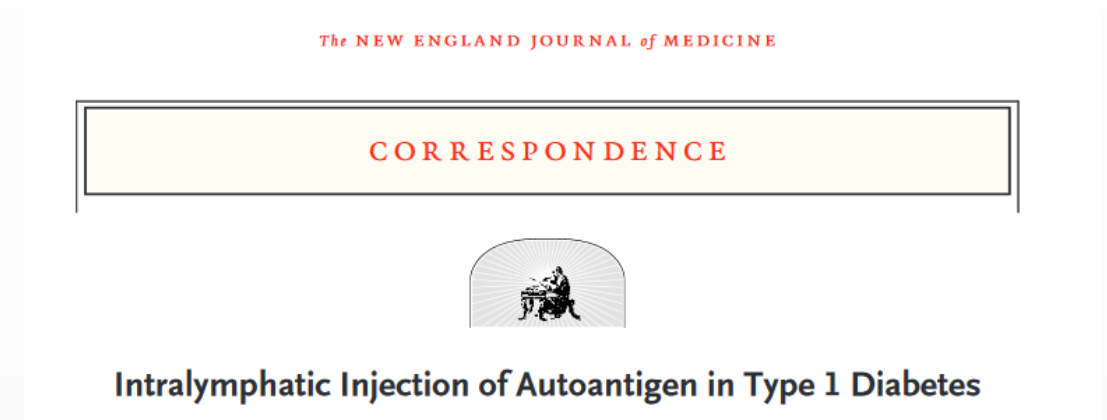 The NEW ENGLAND JOURNAL of MEDICINE
CORRESPONDENCE
Intralymphatic Injection of Autoantigen in Type 1 Diabetes